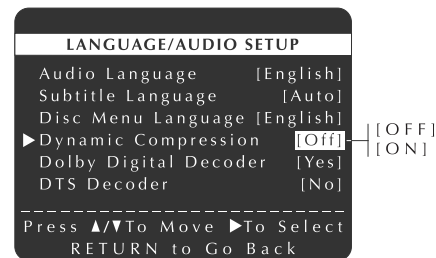 LANGUAGE/AUDIO SETUP
Audio Language [English]
Subtitle Language [Auto]
Disc Menu Language [English]
▶Dynamic Compression [Off]
[OFF]
[ON]
Dolby Digital Decoder [Yes]
DTS Decoder [No]
Press ▲/▼To Move ▶To Select
RETURN to Go Back